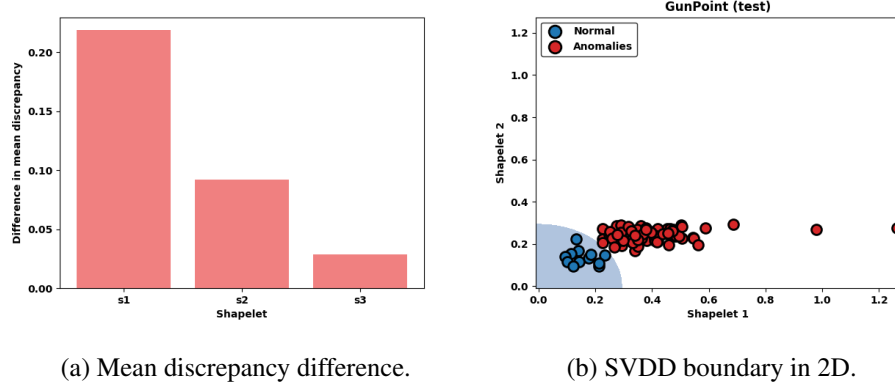 0.20
0.15
0.10
0.05
0.00
Difference in mean discrepancy
s1 s2 s3
Shapelet
(a) Mean discrepancy difference.
GunPoint (test)
Normal
Anomalies
1.2
1.0
0.8
0.6
0.4
0.2
0.0
Shapelet 2
0.0 0.2 0.4 0.6 0.8 1.0 1.2
Shapelet 1
(b) SVDD boundary in 2D.